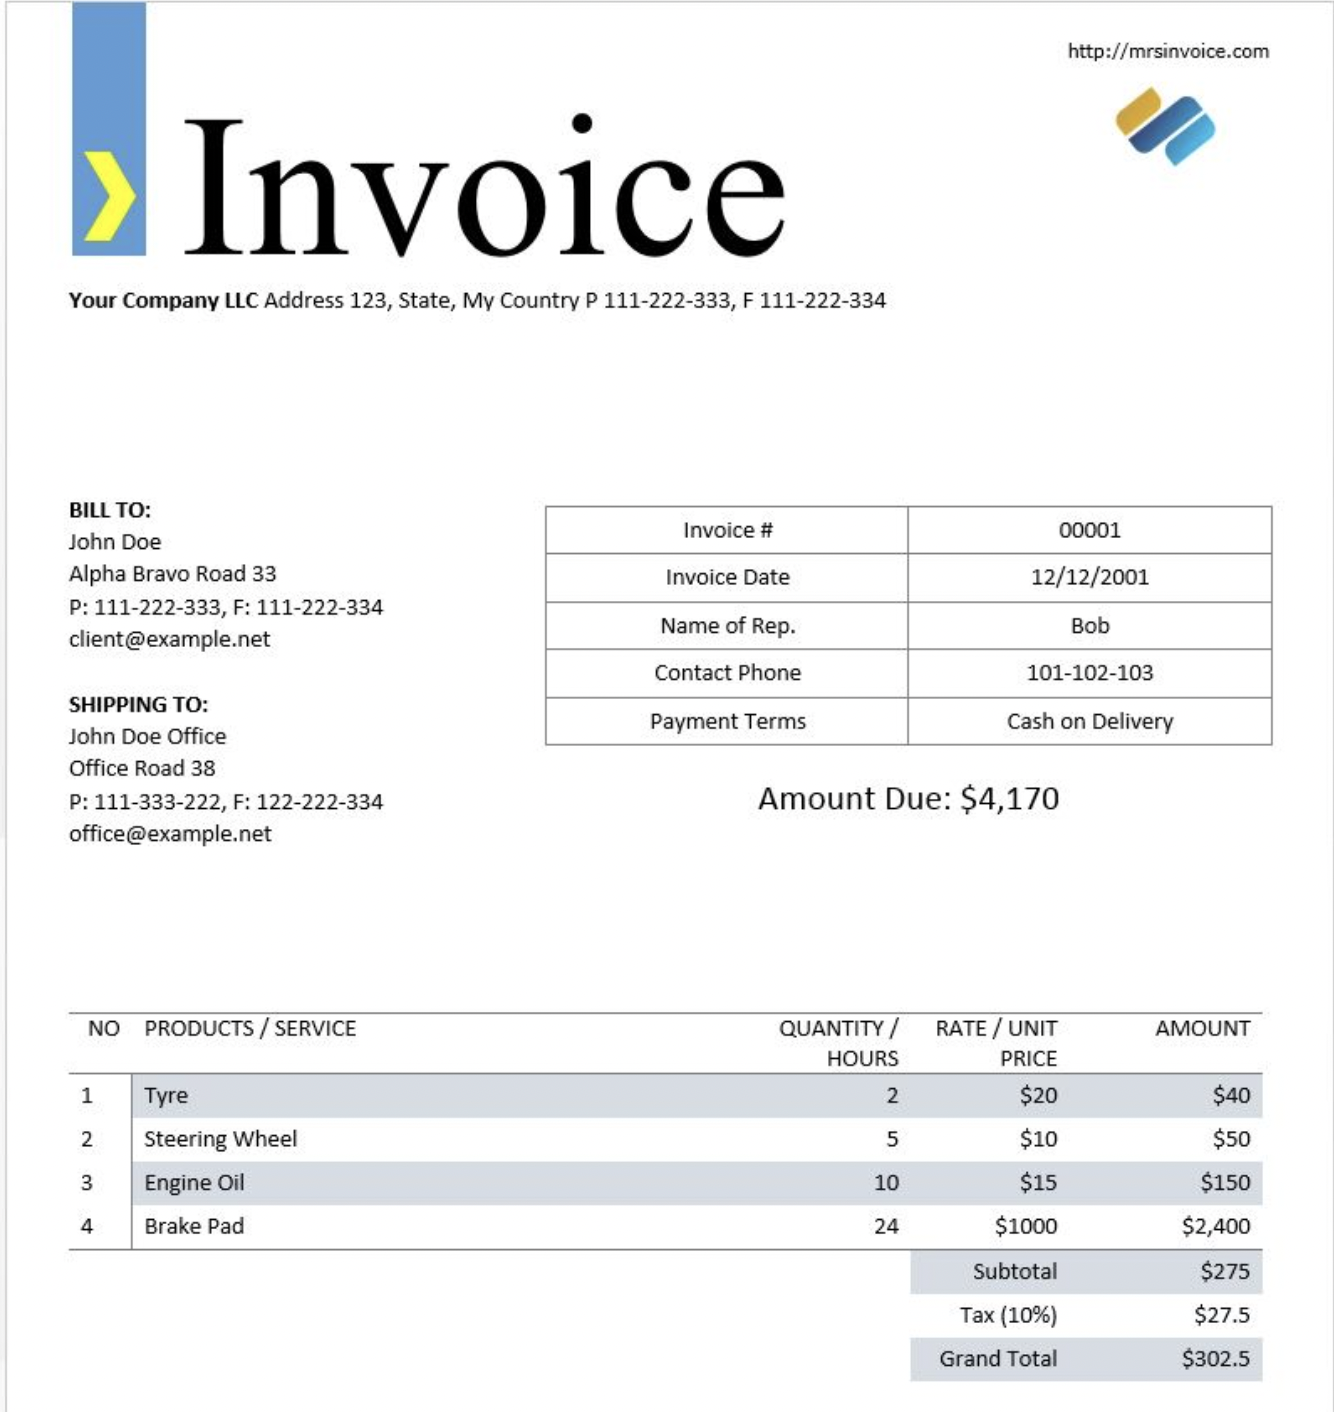 http://mrsinvoice.com
Invoice
Your Company LLC Address 123, State, My Country P 111-222-333, F 111-222-334
BILL TO:
John Doe
Alpha Bravo Road 33
P: 111-222-333, F: 111-222-334
client@example.net
SHIPPING TO:
John Doe Office
Office Road 38
P: 111-333-222, F: 122-222-334
office@example.net
Invoice # 00001
Invoice Date 12/12/2001
Name of Rep. Bob
Contact Phone 101-102-103
Payment Terms Cash on Delivery
Amount Due: $4,170
NO PRODUCTS / SERVICE QUANTITY / RATE / UNIT AMOUNT
HOURS PRICE
1 Tyre 2 $20 $40
2 Steering Wheel 5 $10 $50
3 Engine Oil 10 $15 $150
4 Brake Pad 24 $1000 $2,400
Subtotal $275
Tax (10%) $27.5
Grand Total $302.5